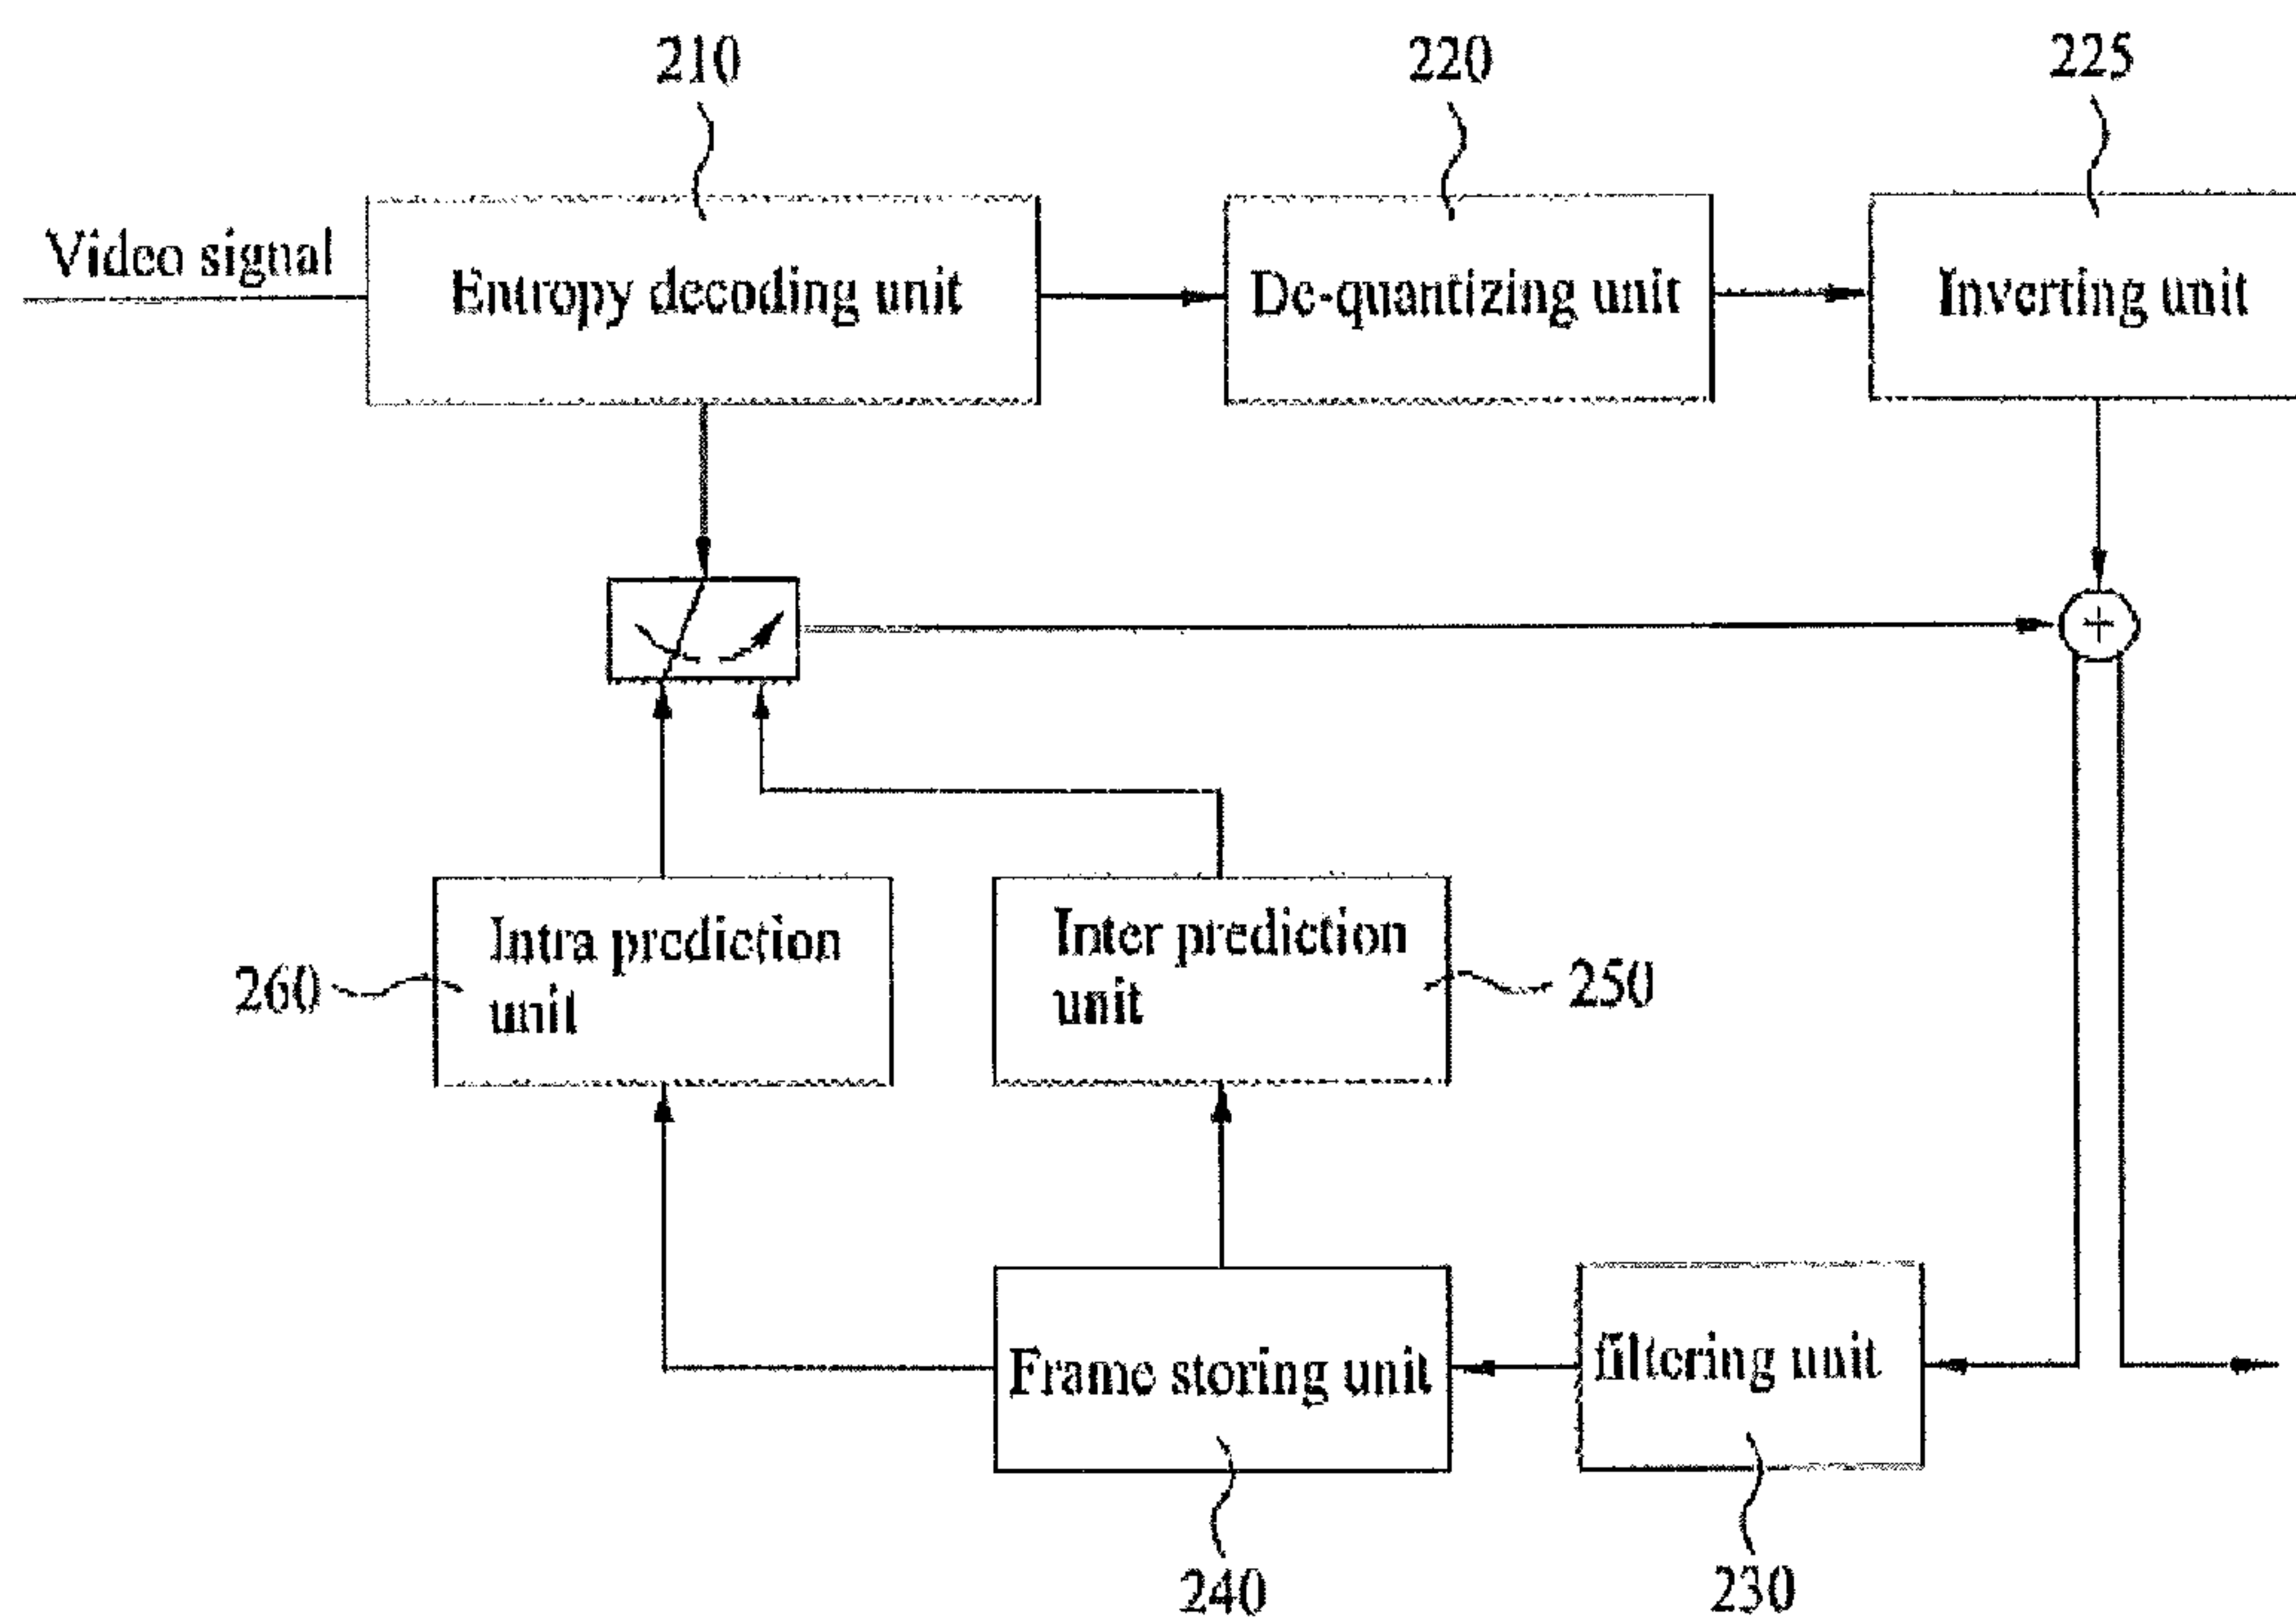 210
220
225
Video signal
Entropy decoding unit
De-quantizing unit
Inverting unit
+
Intra prediction
unit
Inter prediction
unit
260
250
Frame storing unit
filtering unit
240
230